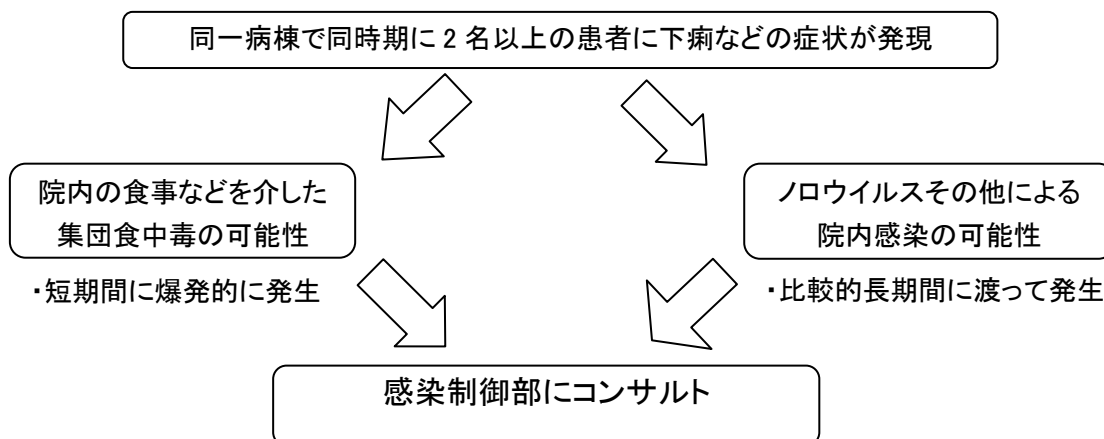 同一病棟で同時期に 2 名以上の患者に下痢などの症状が発現
院内の食事などを介した
集団食中毒の可能性
ノロウイルスその他による
院内感染の可能性
・短期間に爆発的に発生
・比較的長期間に渡って発生
感染制御部にコンサルト